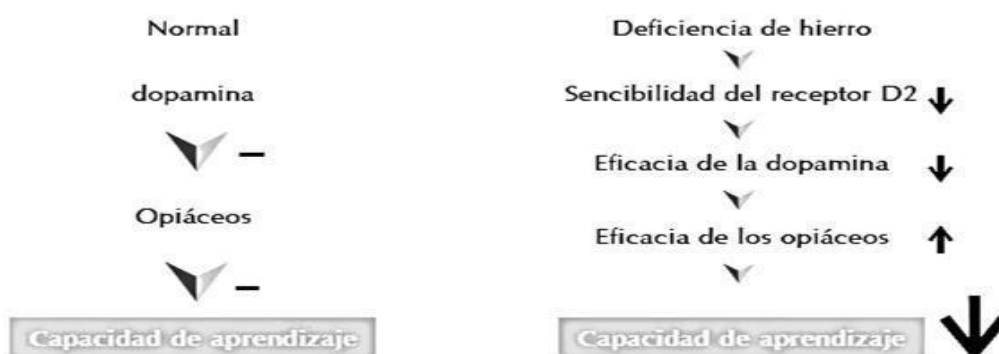 Normal
dopamina
–
Opiáceos
–
Capacidad de aprendizaje
Deficiencia de hierro
Sencibilidad del receptor D2
Eficacia de la dopamina
Eficacia de los opiáceos
Capacidad de aprendizaje